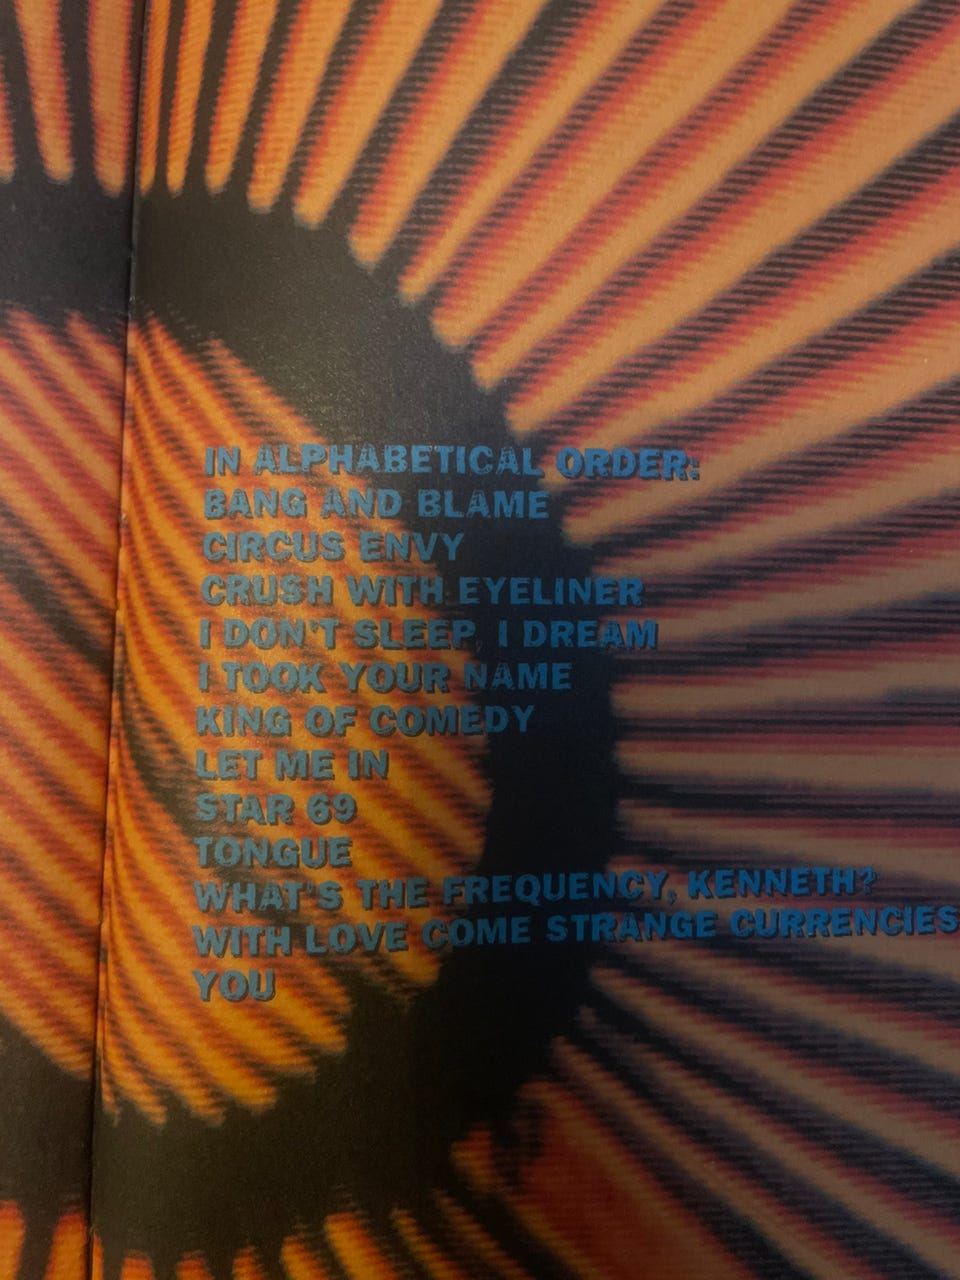 IN ALPHABETICAL ORDER:
BANG AND BLAME
CIRCUS ENVY
CRUSH WITH EYELINER
I DON'T SLEEP, I DREAM
I TOOK YOUR NAME
KING OF COMEDY
LET ME IN
STAR 69
TONGUE
WHAT'S THE FREQUENCY, KENNETH?
WITH LOVE COME STRANGE CURRENCIES
YOU